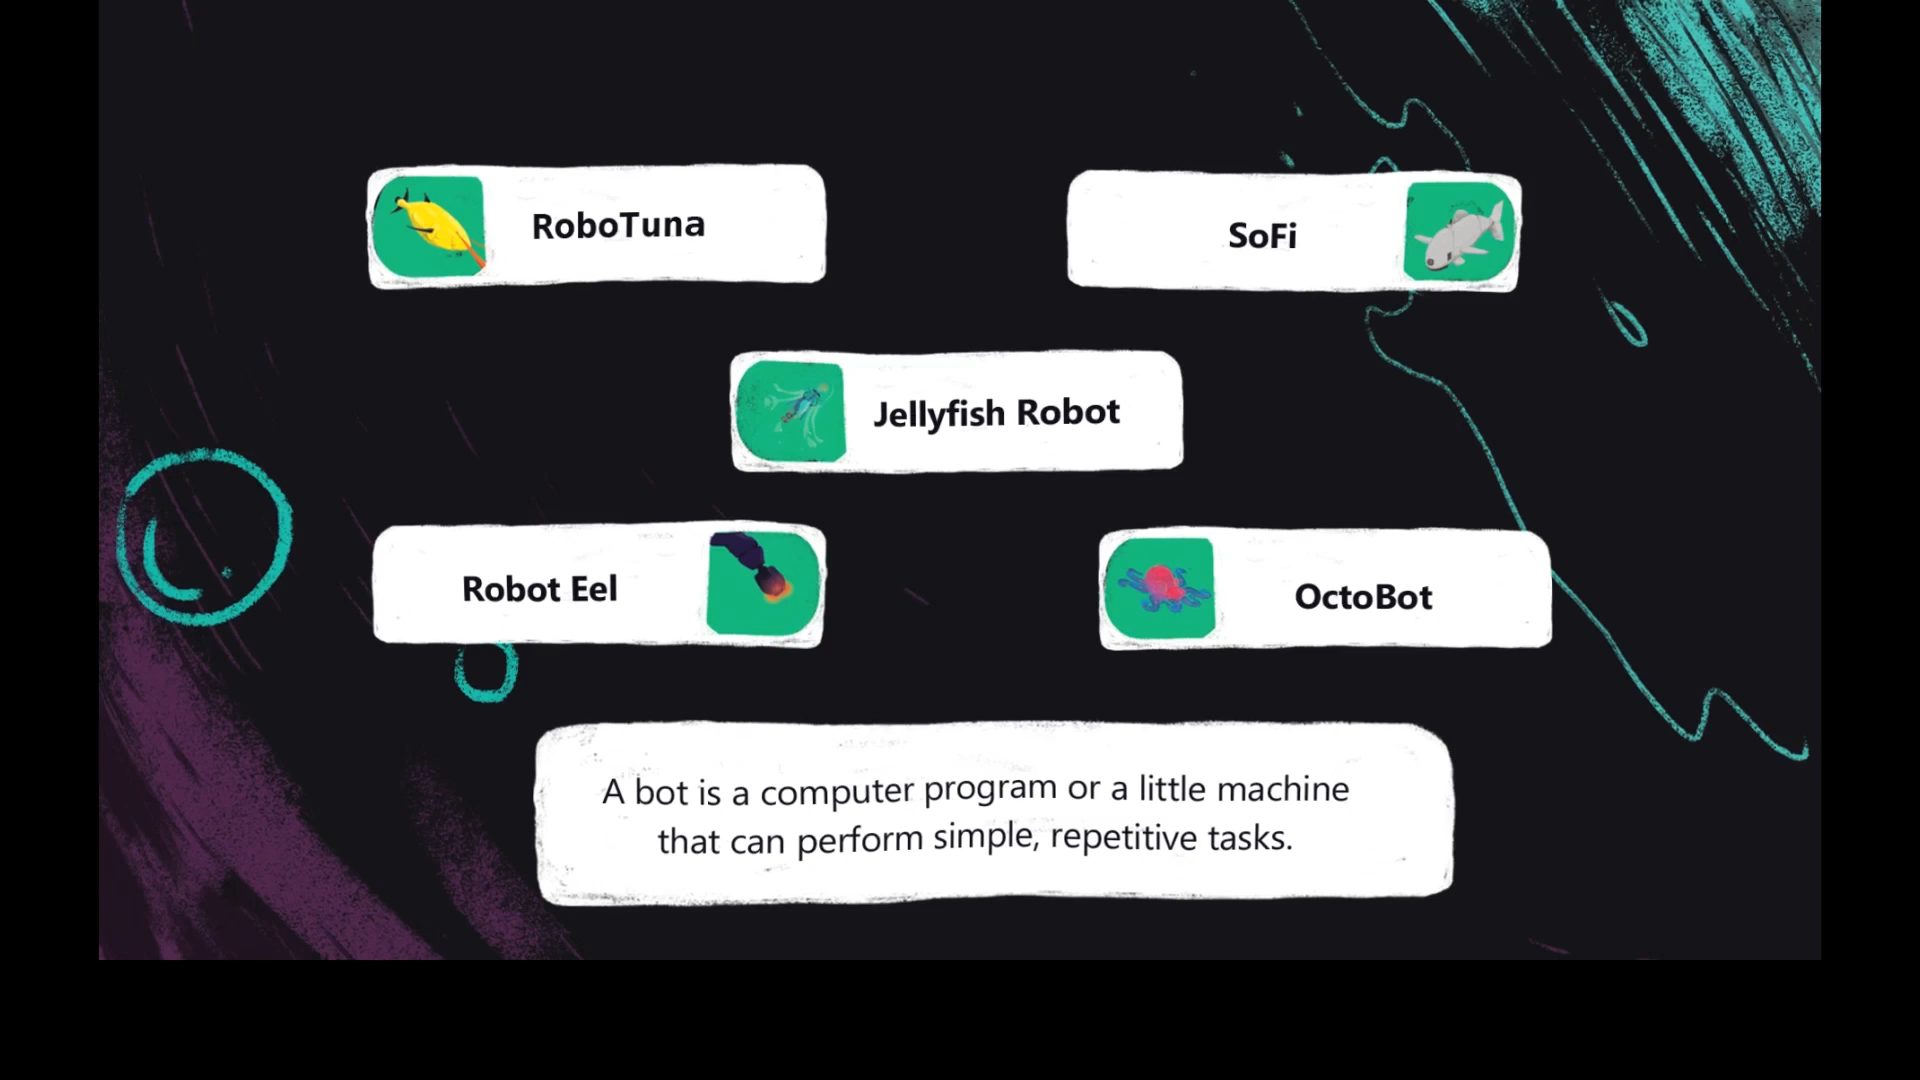 RoboTuna
SoFi
Jellyfish Robot
Robot Eel
OctoBot
A bot is a computer program or a little machine
that can perform simple, repetitive tasks.